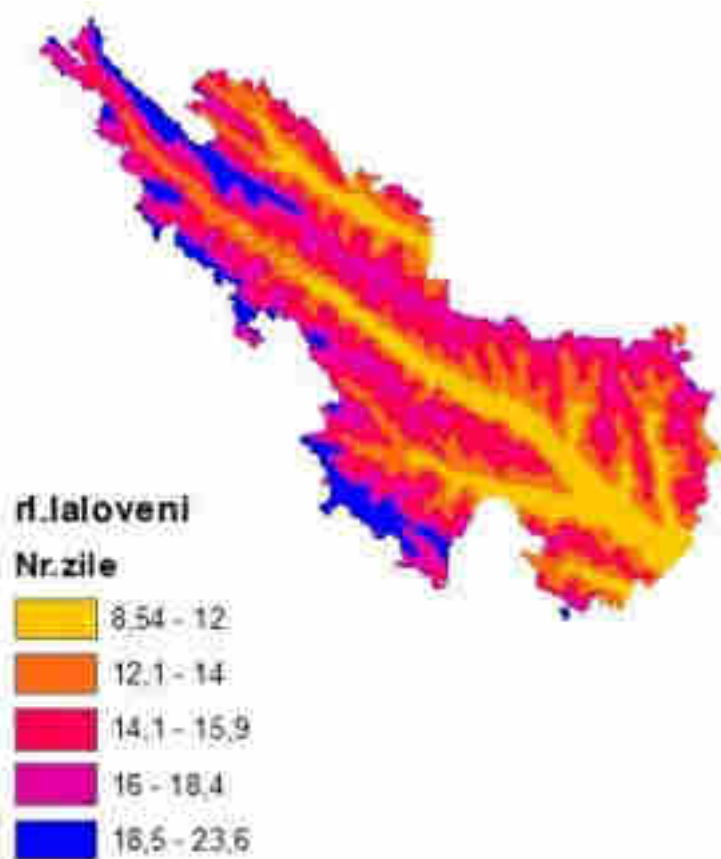 rl.Ialoveni
Nr.zile
8,54 - 12
12,1 - 14
14,1 - 15,9
16 - 18,4
18,5 - 23,6